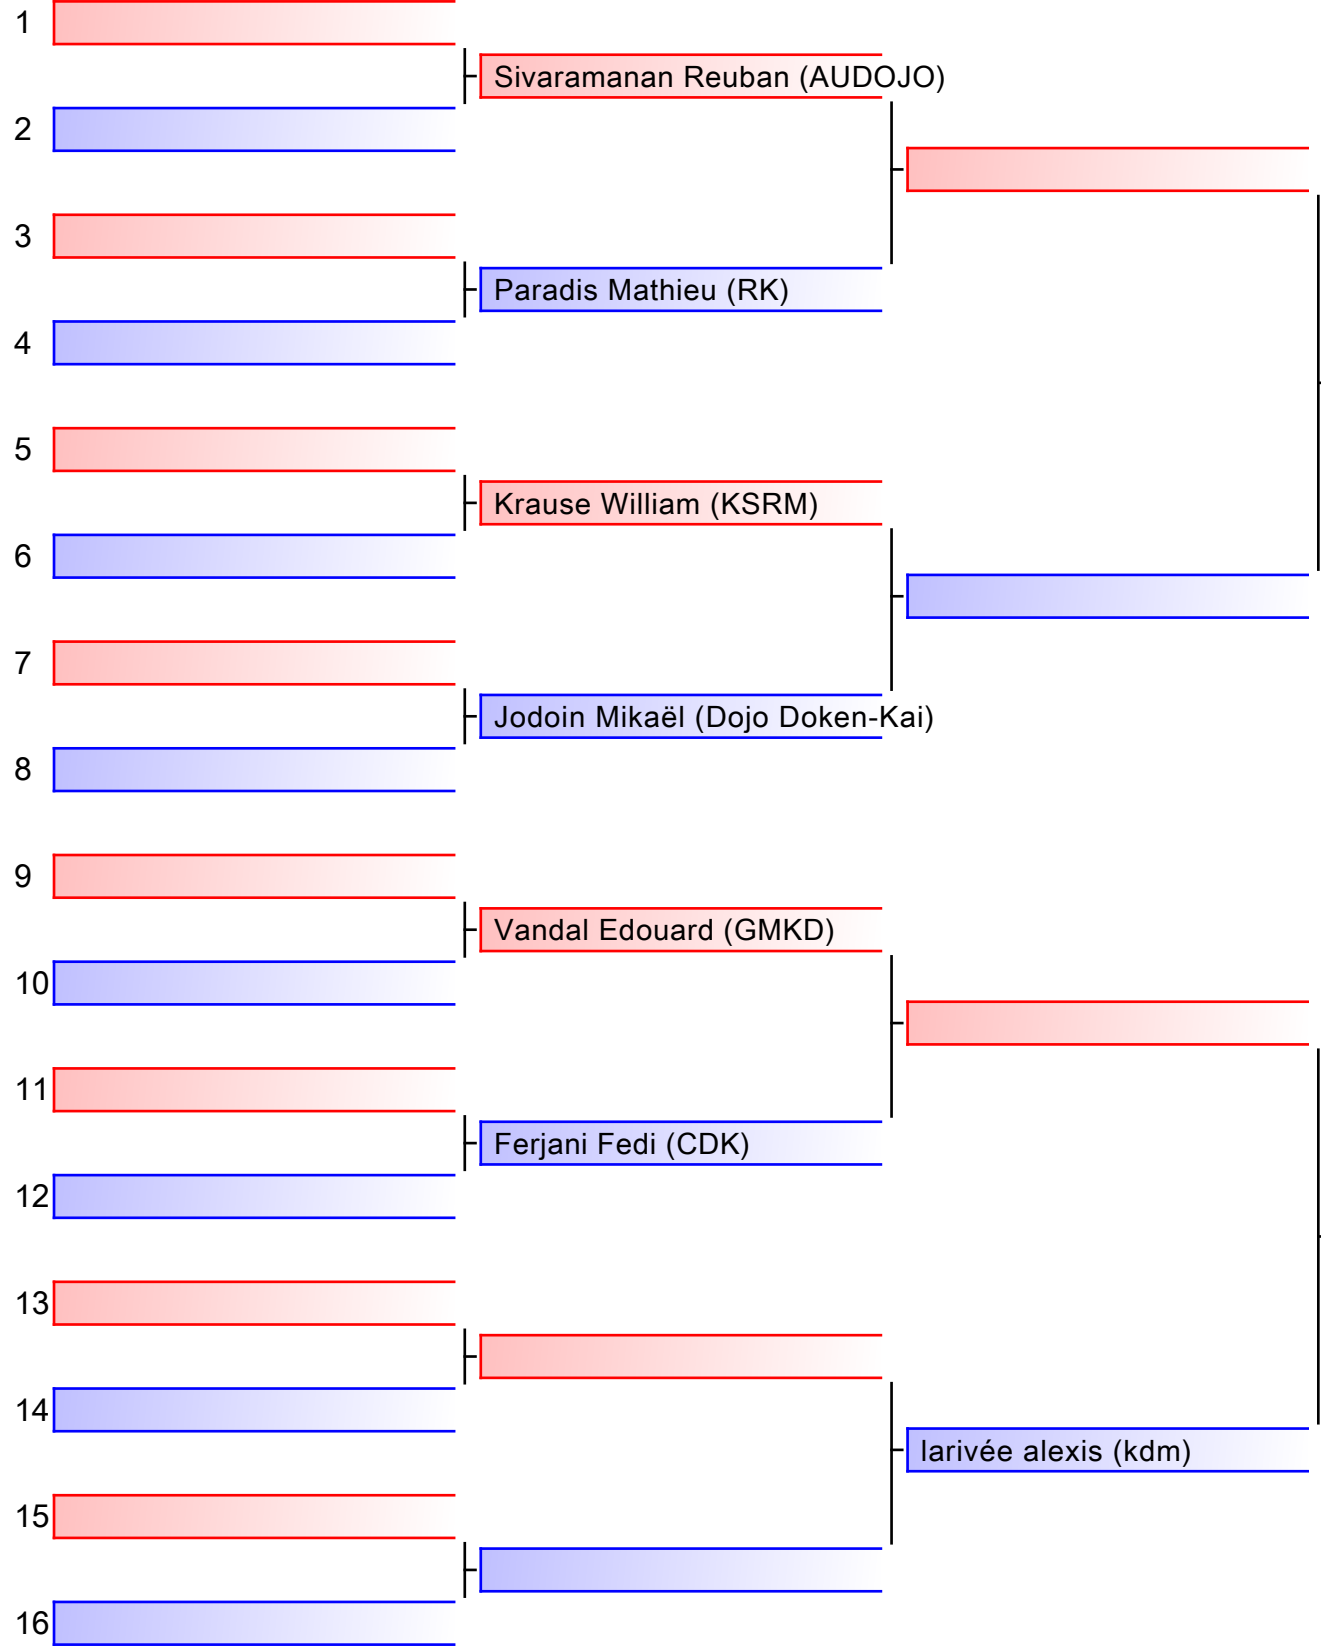 1
Sivaramanan Reuban (AUDOJO)
2
3
Paradis Mathieu (RK)
4
5
Krause William (KSRM)
6
7
Jodoin Mikaël (Dojo Doken-Kai)
8
9
Vandal Edouard (GMKD)
10
11
Ferjani Fedi (CDK)
12
13
14
larivée alexis (kdm)
15
16